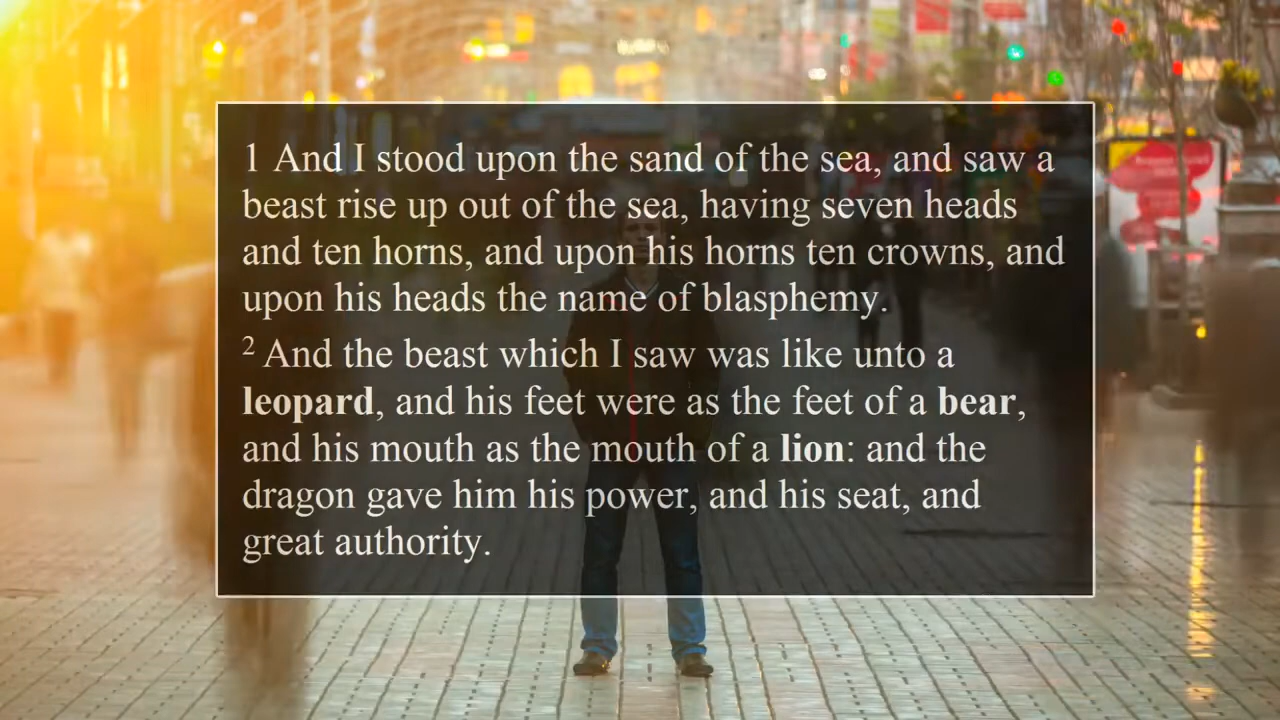 1 And I stood upon the sand of the sea, and saw a
beast rise up out of the sea, having seven heads
and ten horns, and upon his horns ten crowns, and
upon his heads the name of blasphemy.
2 And the beast which I saw was like unto a
leopard, and his feet were as the feet of a bear,
and his mouth as the mouth of a lion: and the
dragon gave him his power, and his seat, and
great authority.